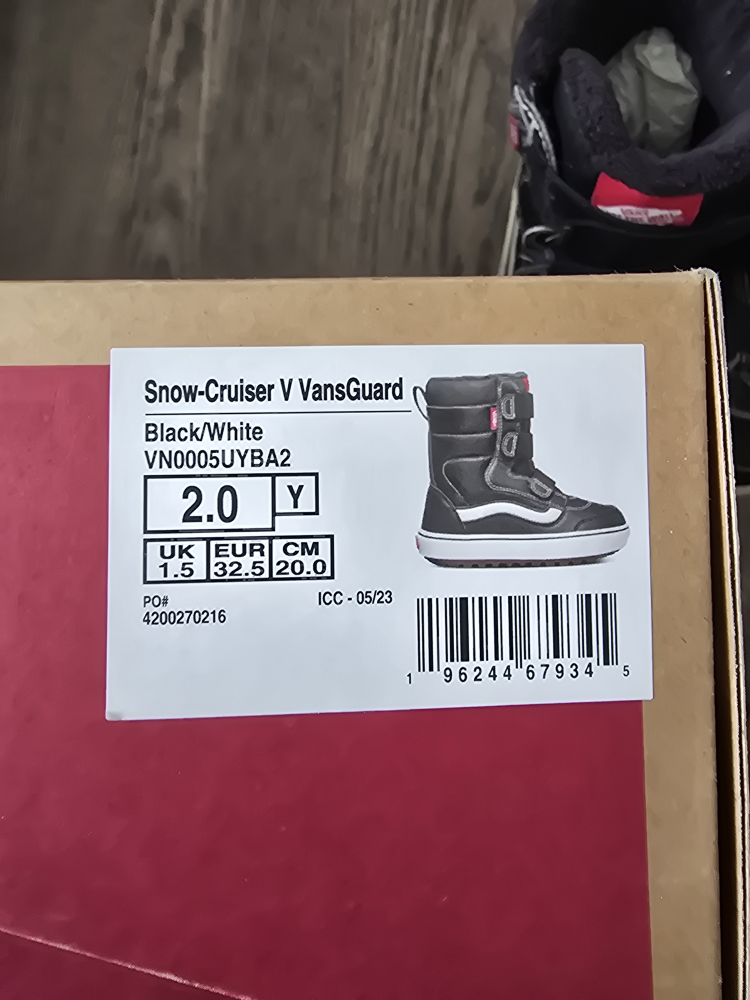 Snow-Cruiser V VansGuard
Black/White
VN0005UYBA2
2.0 Y
UK EUR CM
1.5 32.5 20.0
PO# ICC - 05/23
4200270216
1 96244 67934 5